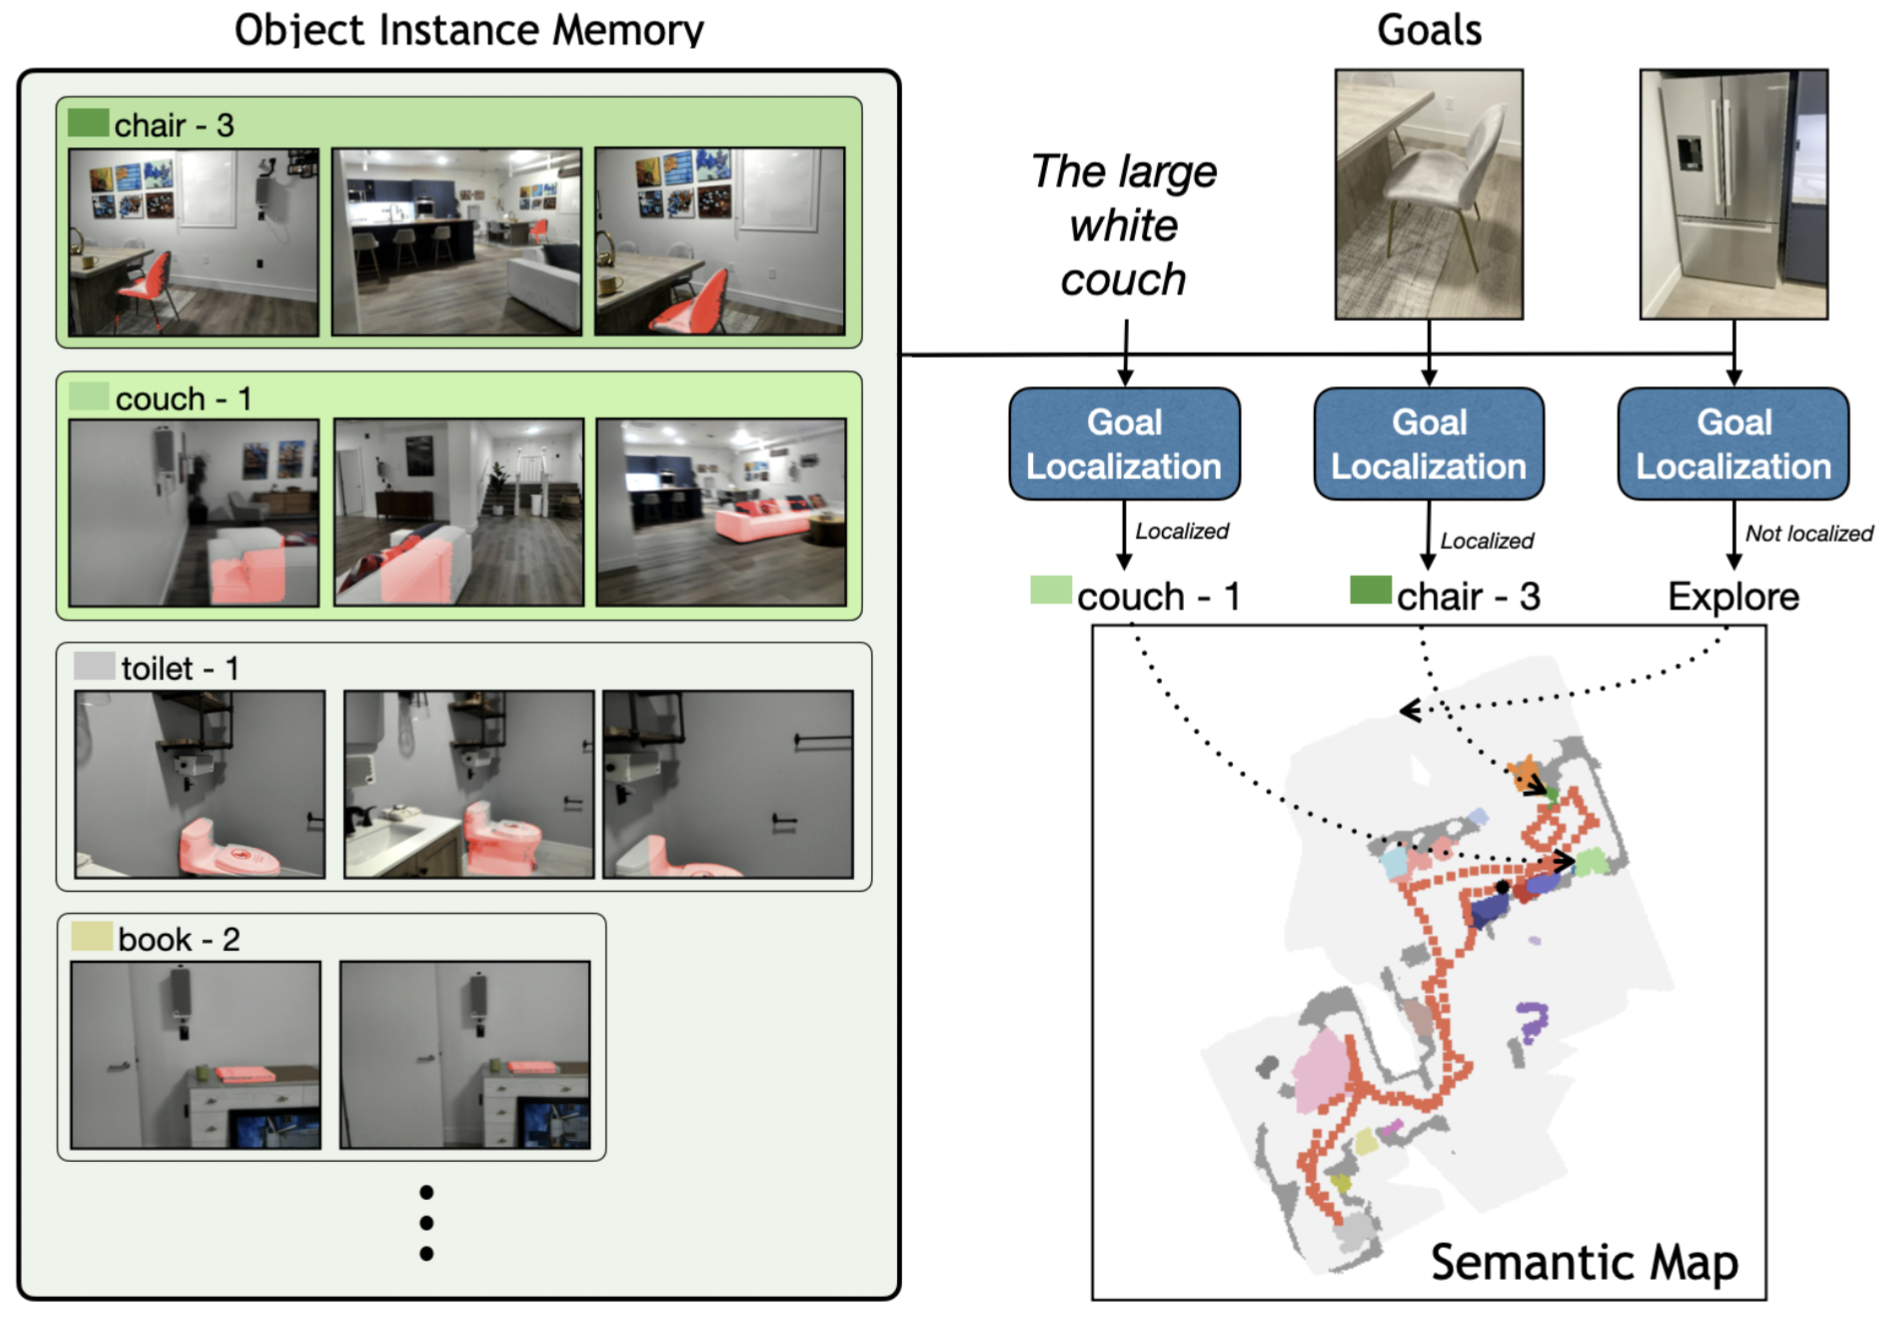 Object Instance Memory
chair - 3
couch - 1
toilet - 1
book - 2
Goals
The large
white
couch
Goal
Localization
Goal
Localization
Goal
Localization
Localized
Localized
Not localized
couch - 1
chair - 3
Explore
Semantic Map